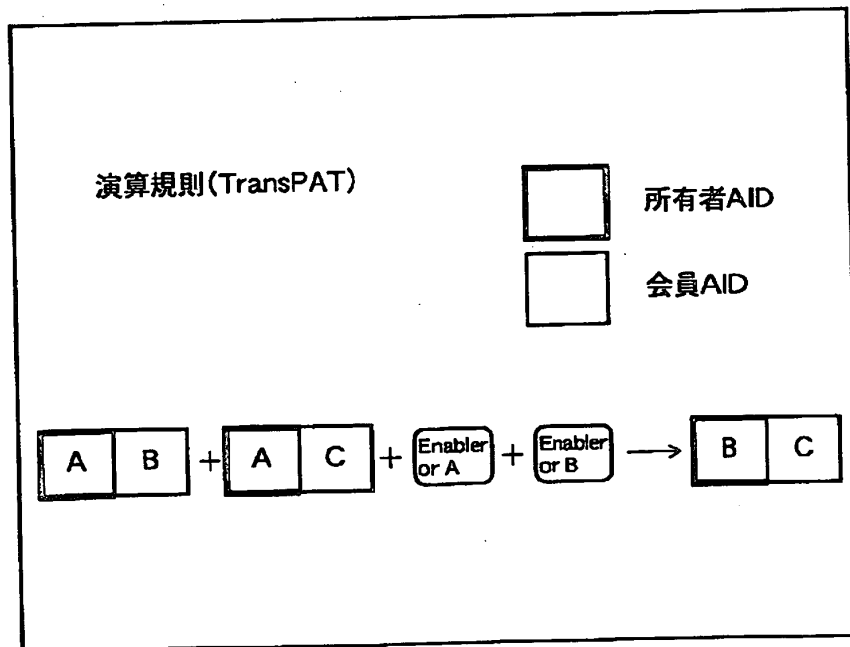 演算規則(TransPAT)
所有者AID
会員AID
A B + A C + Enabler or A + Enabler or B → B C